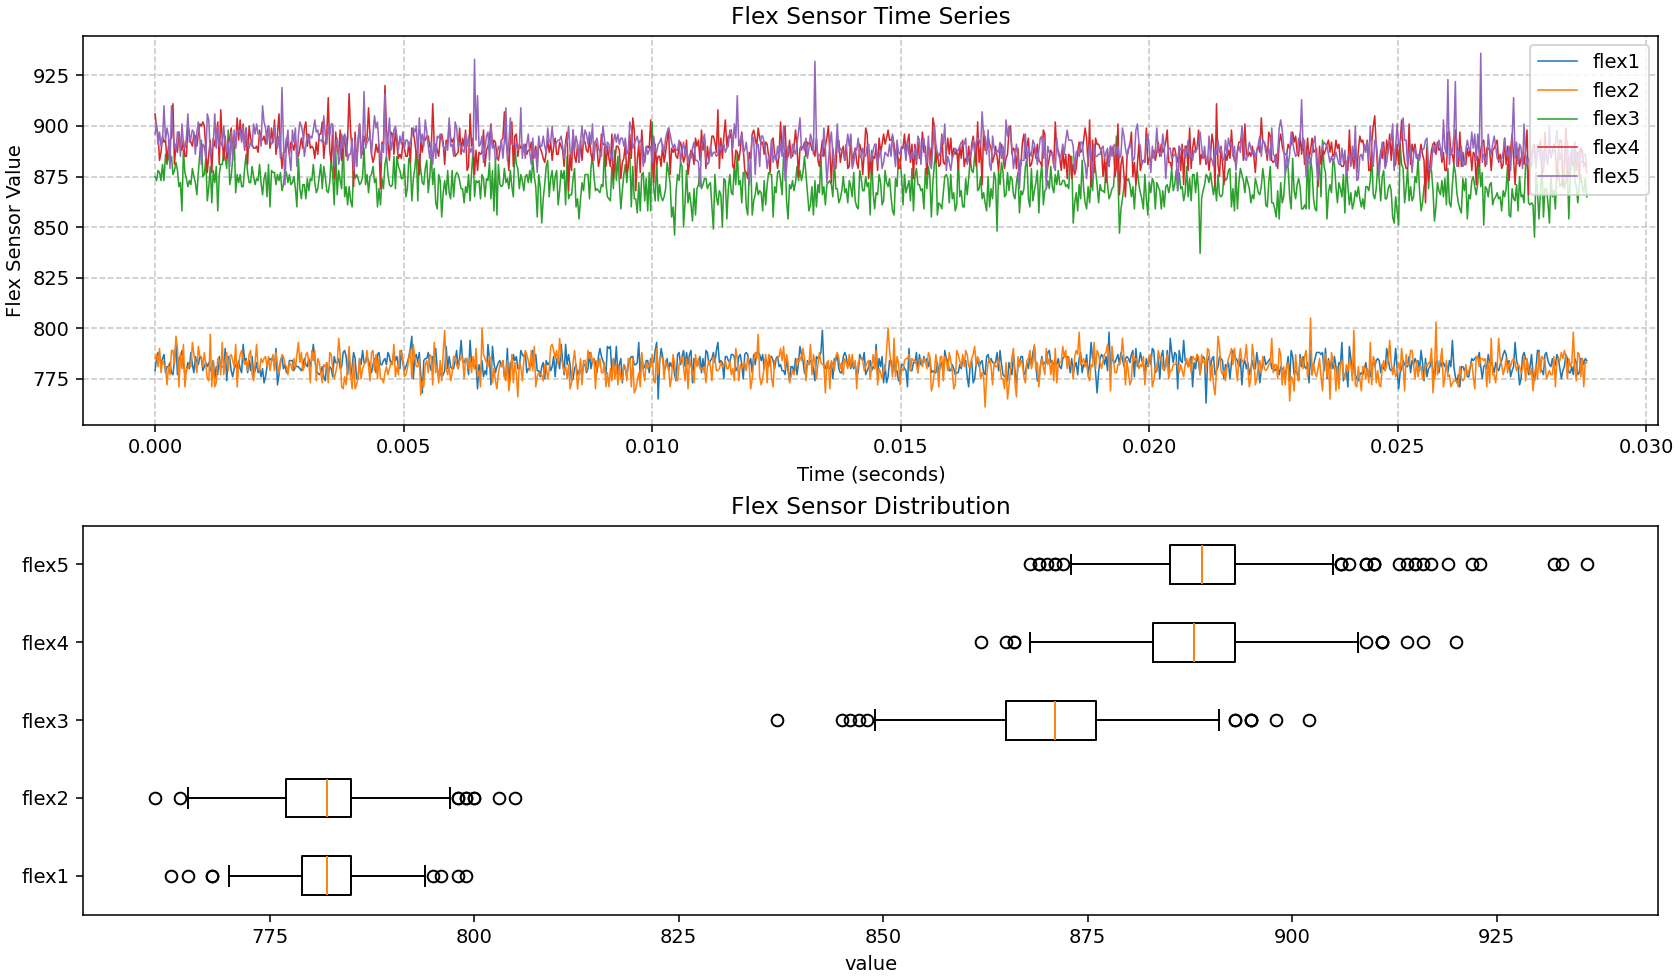 Flex Sensor Time Series
Flex Sensor Value
925
900
875
850
825
800
775
flex1
flex2
flex3
flex4
flex5
0.000 0.005 0.010 0.015 0.020 0.025 0.030
Time (seconds)
Flex Sensor Distribution
flex5
flex4
flex3
flex2
flex1
775 800 825 850 875 900 925
value